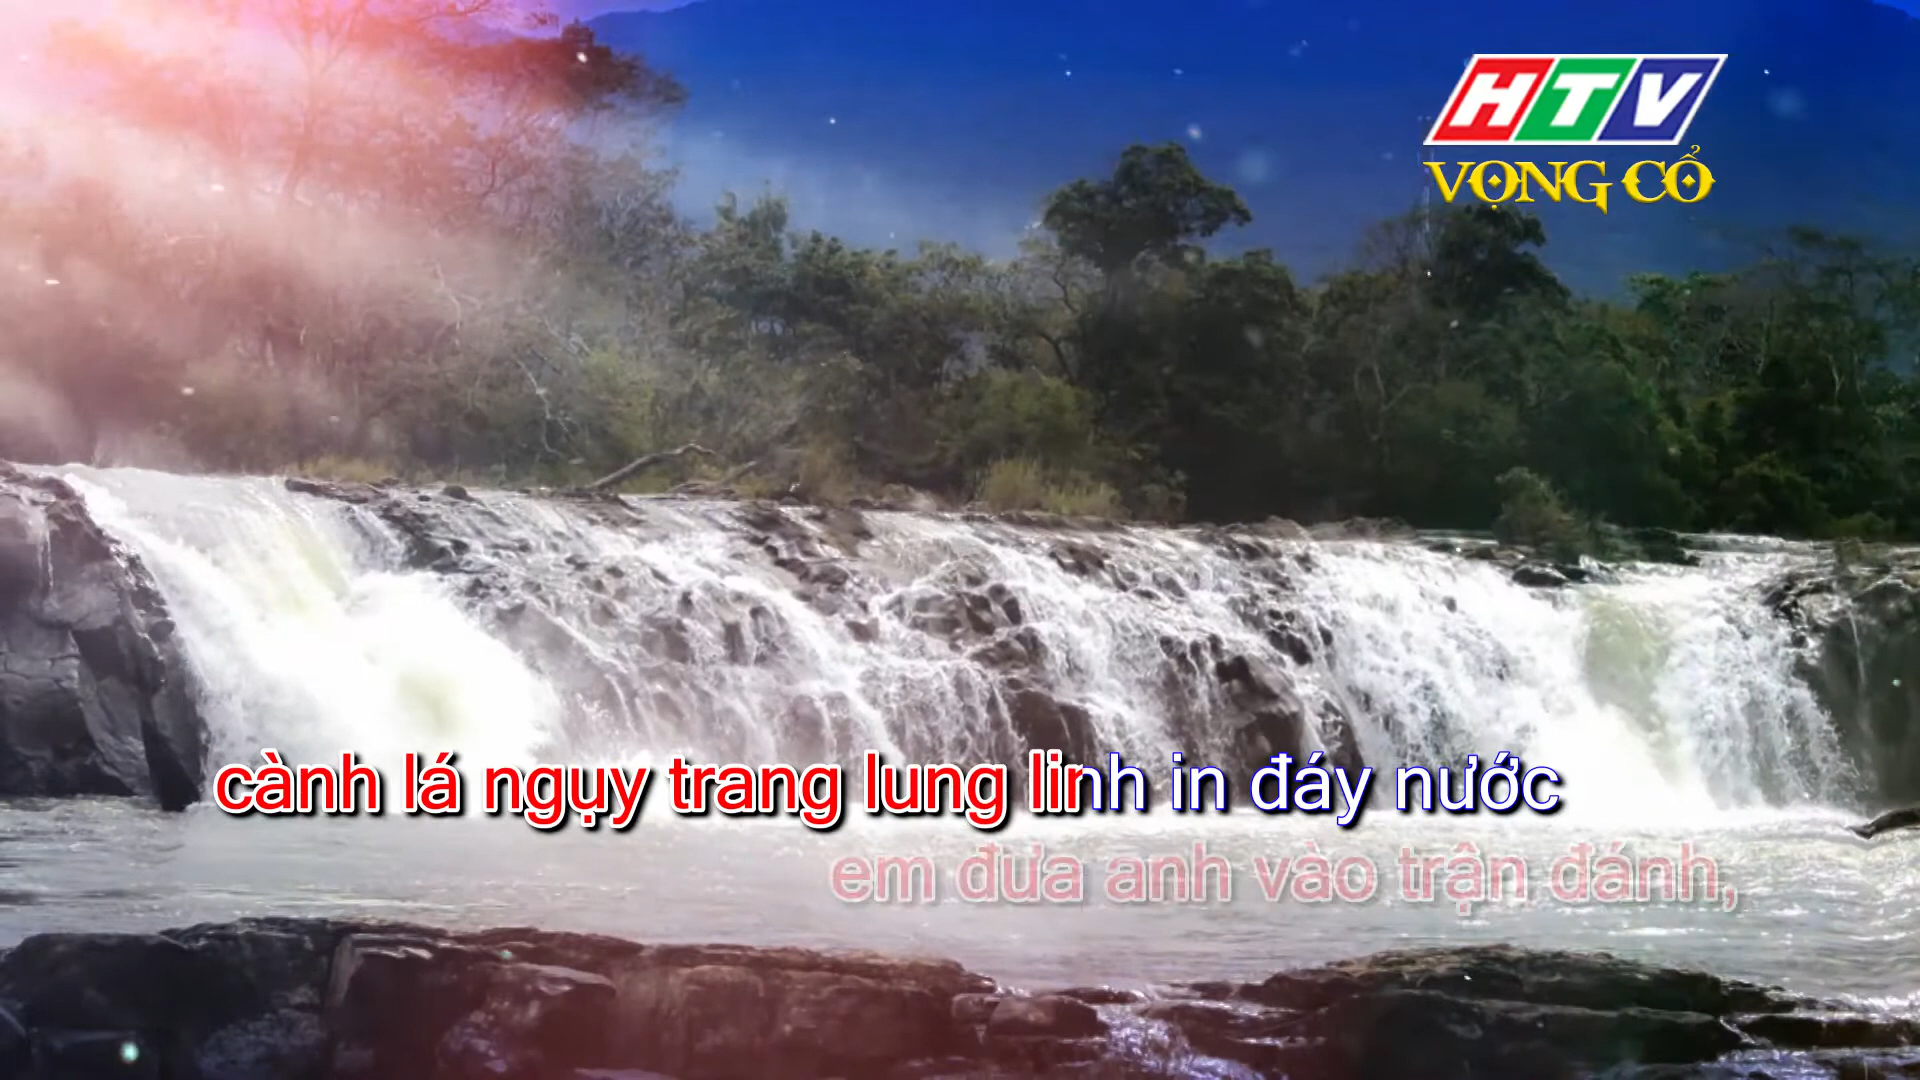 HTV
VỌNG CỔ
cành lá ngụy trang lung linh in đáy nước
em đưa anh vào trận đánh,